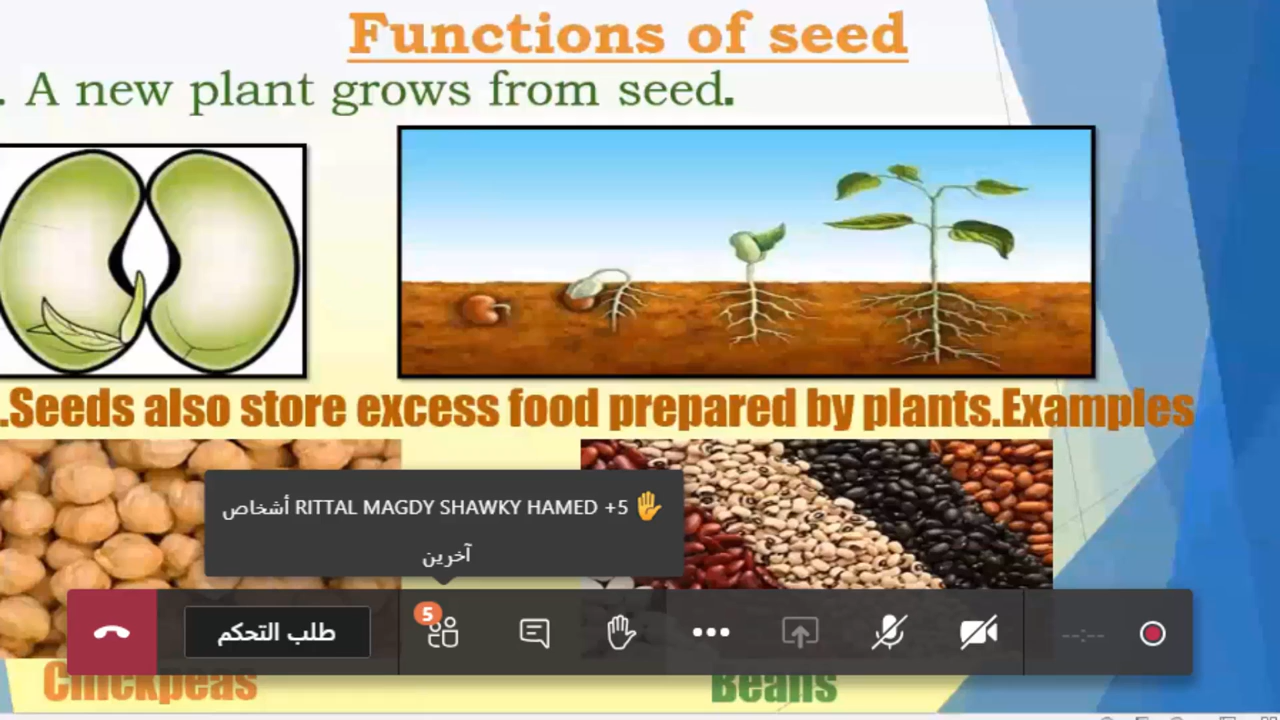 Functions of seed
. A new plant grows from seed.
.Seeds also store excess food prepared by plants.Examples
✋ RITTAL MAGDY SHAWKY HAMED +5 أشخاص
آخرين
5
طلب التحكم
--:--
Chickpeas
Beans